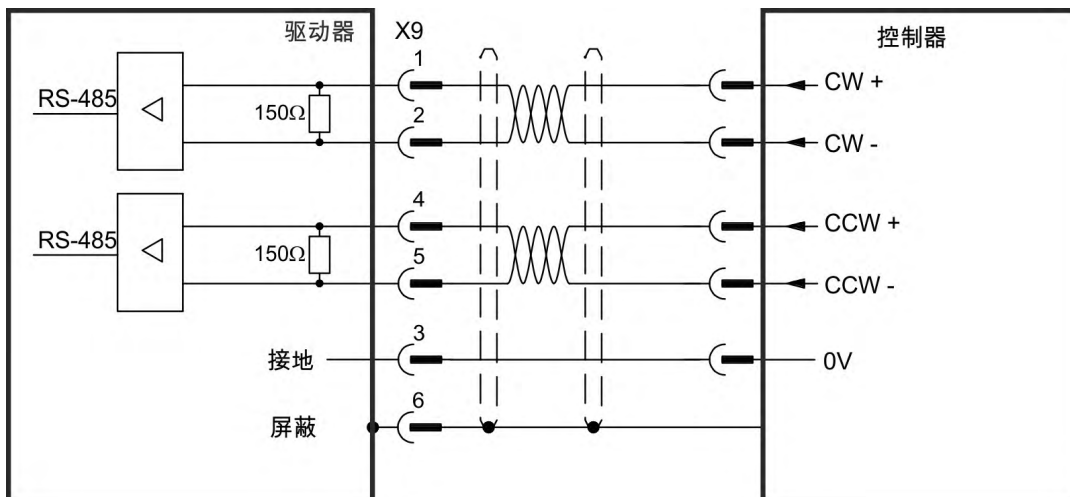 驱动器
X9
控制器
1
CW +
RS-485
150Ω
2
CW -
4
CCW +
RS-485
150Ω
5
CCW -
3
接地
0V
6
屏蔽